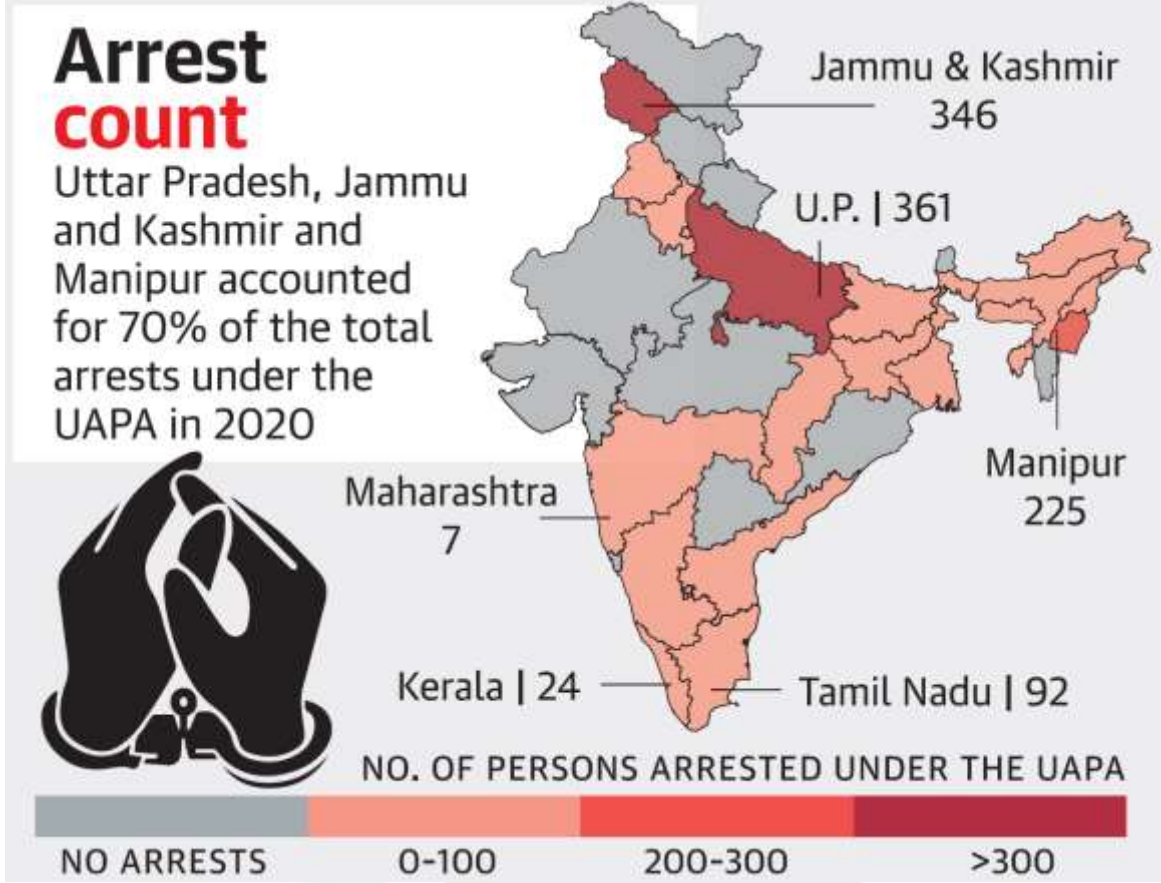 Arrest
count
Uttar Pradesh, Jammu
and Kashmir and
Manipur accounted
for 70% of the total
arrests under the
UAPA in 2020
Jammu & Kashmir
346
U.P. | 361
Manipur
225
Maharashtra
7
Kerala | 24
Tamil Nadu | 92
NO. OF PERSONS ARRESTED UNDER THE UAPA
NO ARRESTS 0-100 200-300 >300